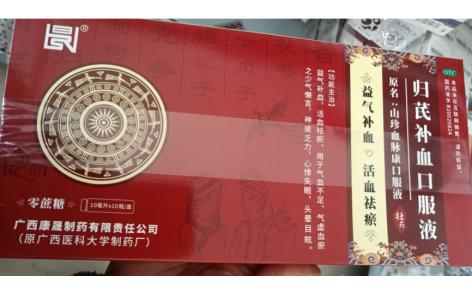 OTC
归芪补血口服液
原名：山珍血脉康口服液
益气补血 活血祛瘀
【功能主治】
益气补血，活血祛瘀。用于气血不足，气虚血瘀
之少气懒言，神疲乏力，心悸失眠，头晕目眩。
零蔗糖
10毫升x10瓶/盒
广西康晟制药有限责任公司
（原广西医科大学制药厂）